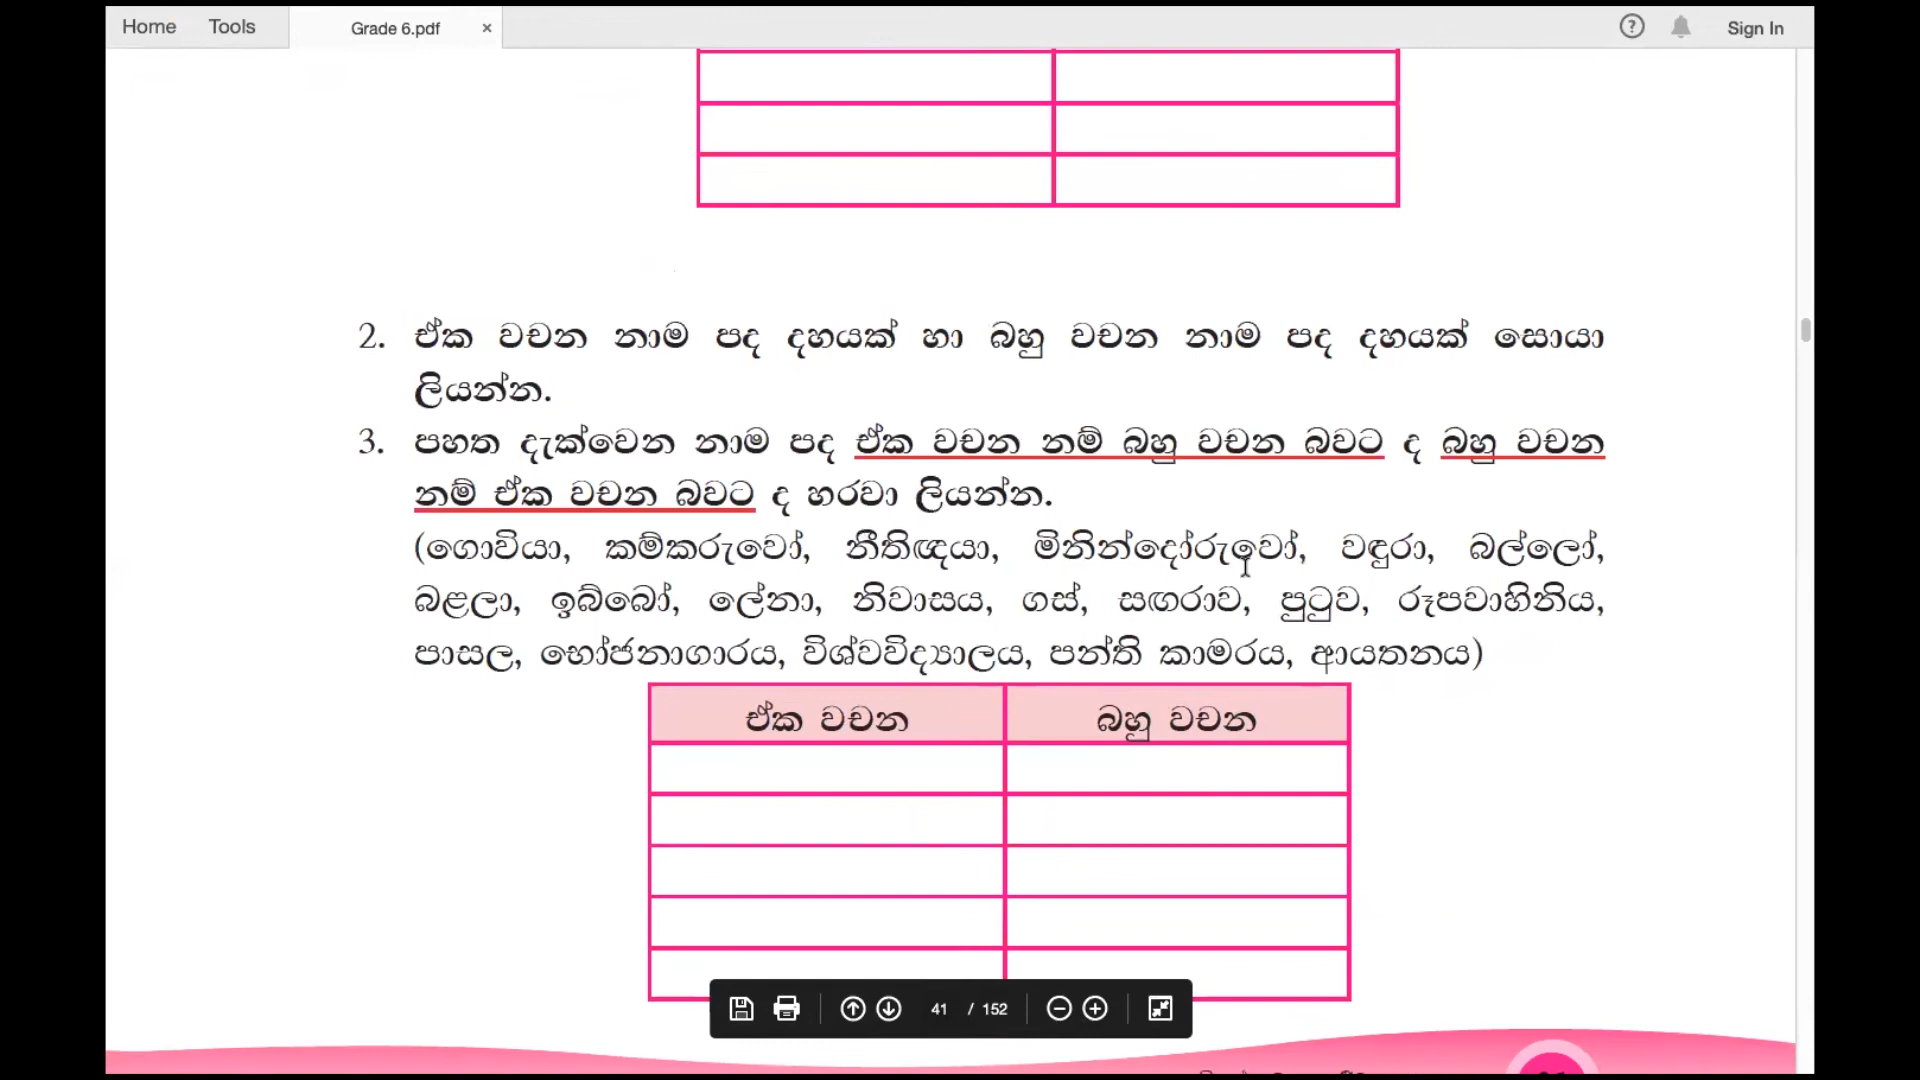 Home Tools Grade 6.pdf × ? Sign In
2. ඒක වචන නාම පද දහයක් හා බහු වචන නාම පද දහයක් සොයා
ලියන්න.
3. පහත දැක්වෙන නාම පද ඒක වචන නම් බහු වචන බවට ද බහු වචන
නම් ඒක වචන බවට ද හරවා ලියන්න.
(ගොවියා, කම්කරුවෝ, නීතිඥයා, මිනින්දෝරුවෝ, වඳුරා, බල්ලෝ,
බළලා, ඉබ්බෝ, ලේනා, නිවාසය, ගස්, සඟරාව, පුටුව, රූපවාහිනිය,
පාසල, භෝජනාගාරය, විශ්වවිද්‍යාලය, පන්ති කාමරය, ආයතනය)
ඒක වචන බහු වචන
41 / 152